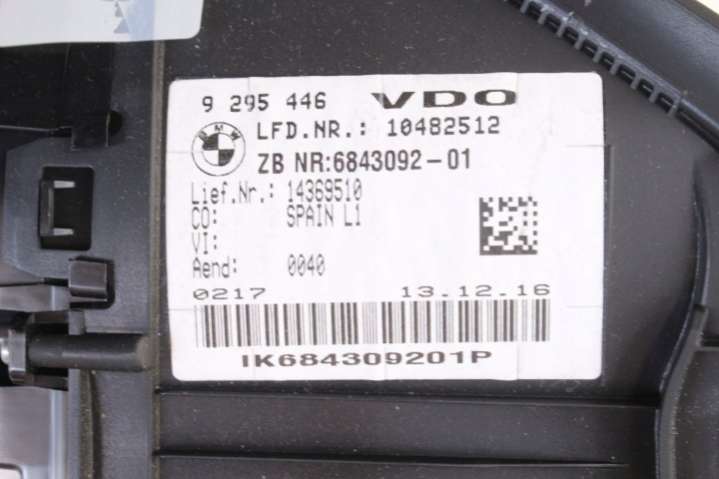 9 295 446 VDO
BMW LFD.NR.: 10482512
ZB NR:6843092-01
Lief.Nr.: 14369510
CO: SPAIN L1
VI:
Aend: 0040
0217 13.12.16
IK684309201P